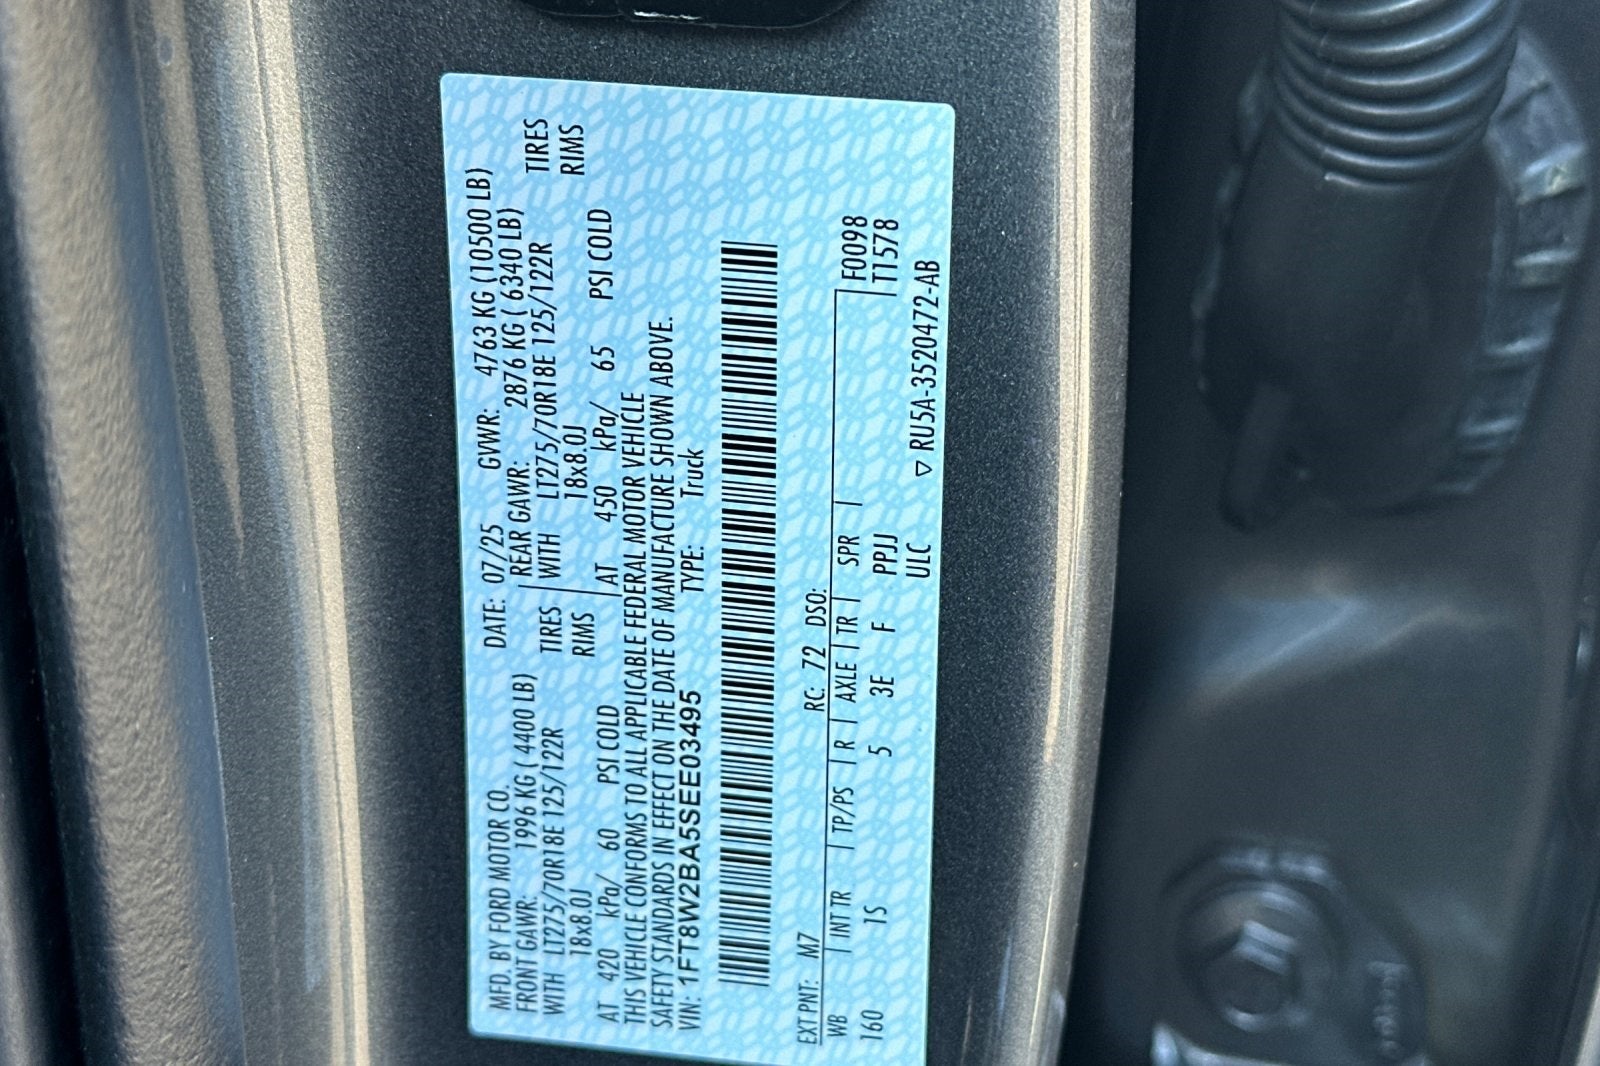 MFD. BY FORD MOTOR CO. DATE: 07/25 GVWR: 4763 KG (10500 LB)
FRONT GAWR: 1996 KG ( 4400 LB) REAR GAWR: 2876 KG ( 6340 LB)
WITH LT275/70R18E 125/122R TIRES WITH LT275/70R18E 125/122R TIRES
18x8.0J RIMS 18x8.0J RIMS
AT 420 kPa/ 60 PSI COLD AT 450 kPa/ 65 PSI COLD
THIS VEHICLE CONFORMS TO ALL APPLICABLE FEDERAL MOTOR VEHICLE
SAFETY STANDARDS IN EFFECT ON THE DATE OF MANUFACTURE SHOWN ABOVE.
VIN: 1FT8W2BA5SEE03495 TYPE: Truck
EXT PNT: M7 RC: 72 DSO:
WB INT TR TP/PS R AXLE TR SPR F0098
160 1S 5 3E F PPJJ T1578
ULC ▽ RU5A-3520472-AB